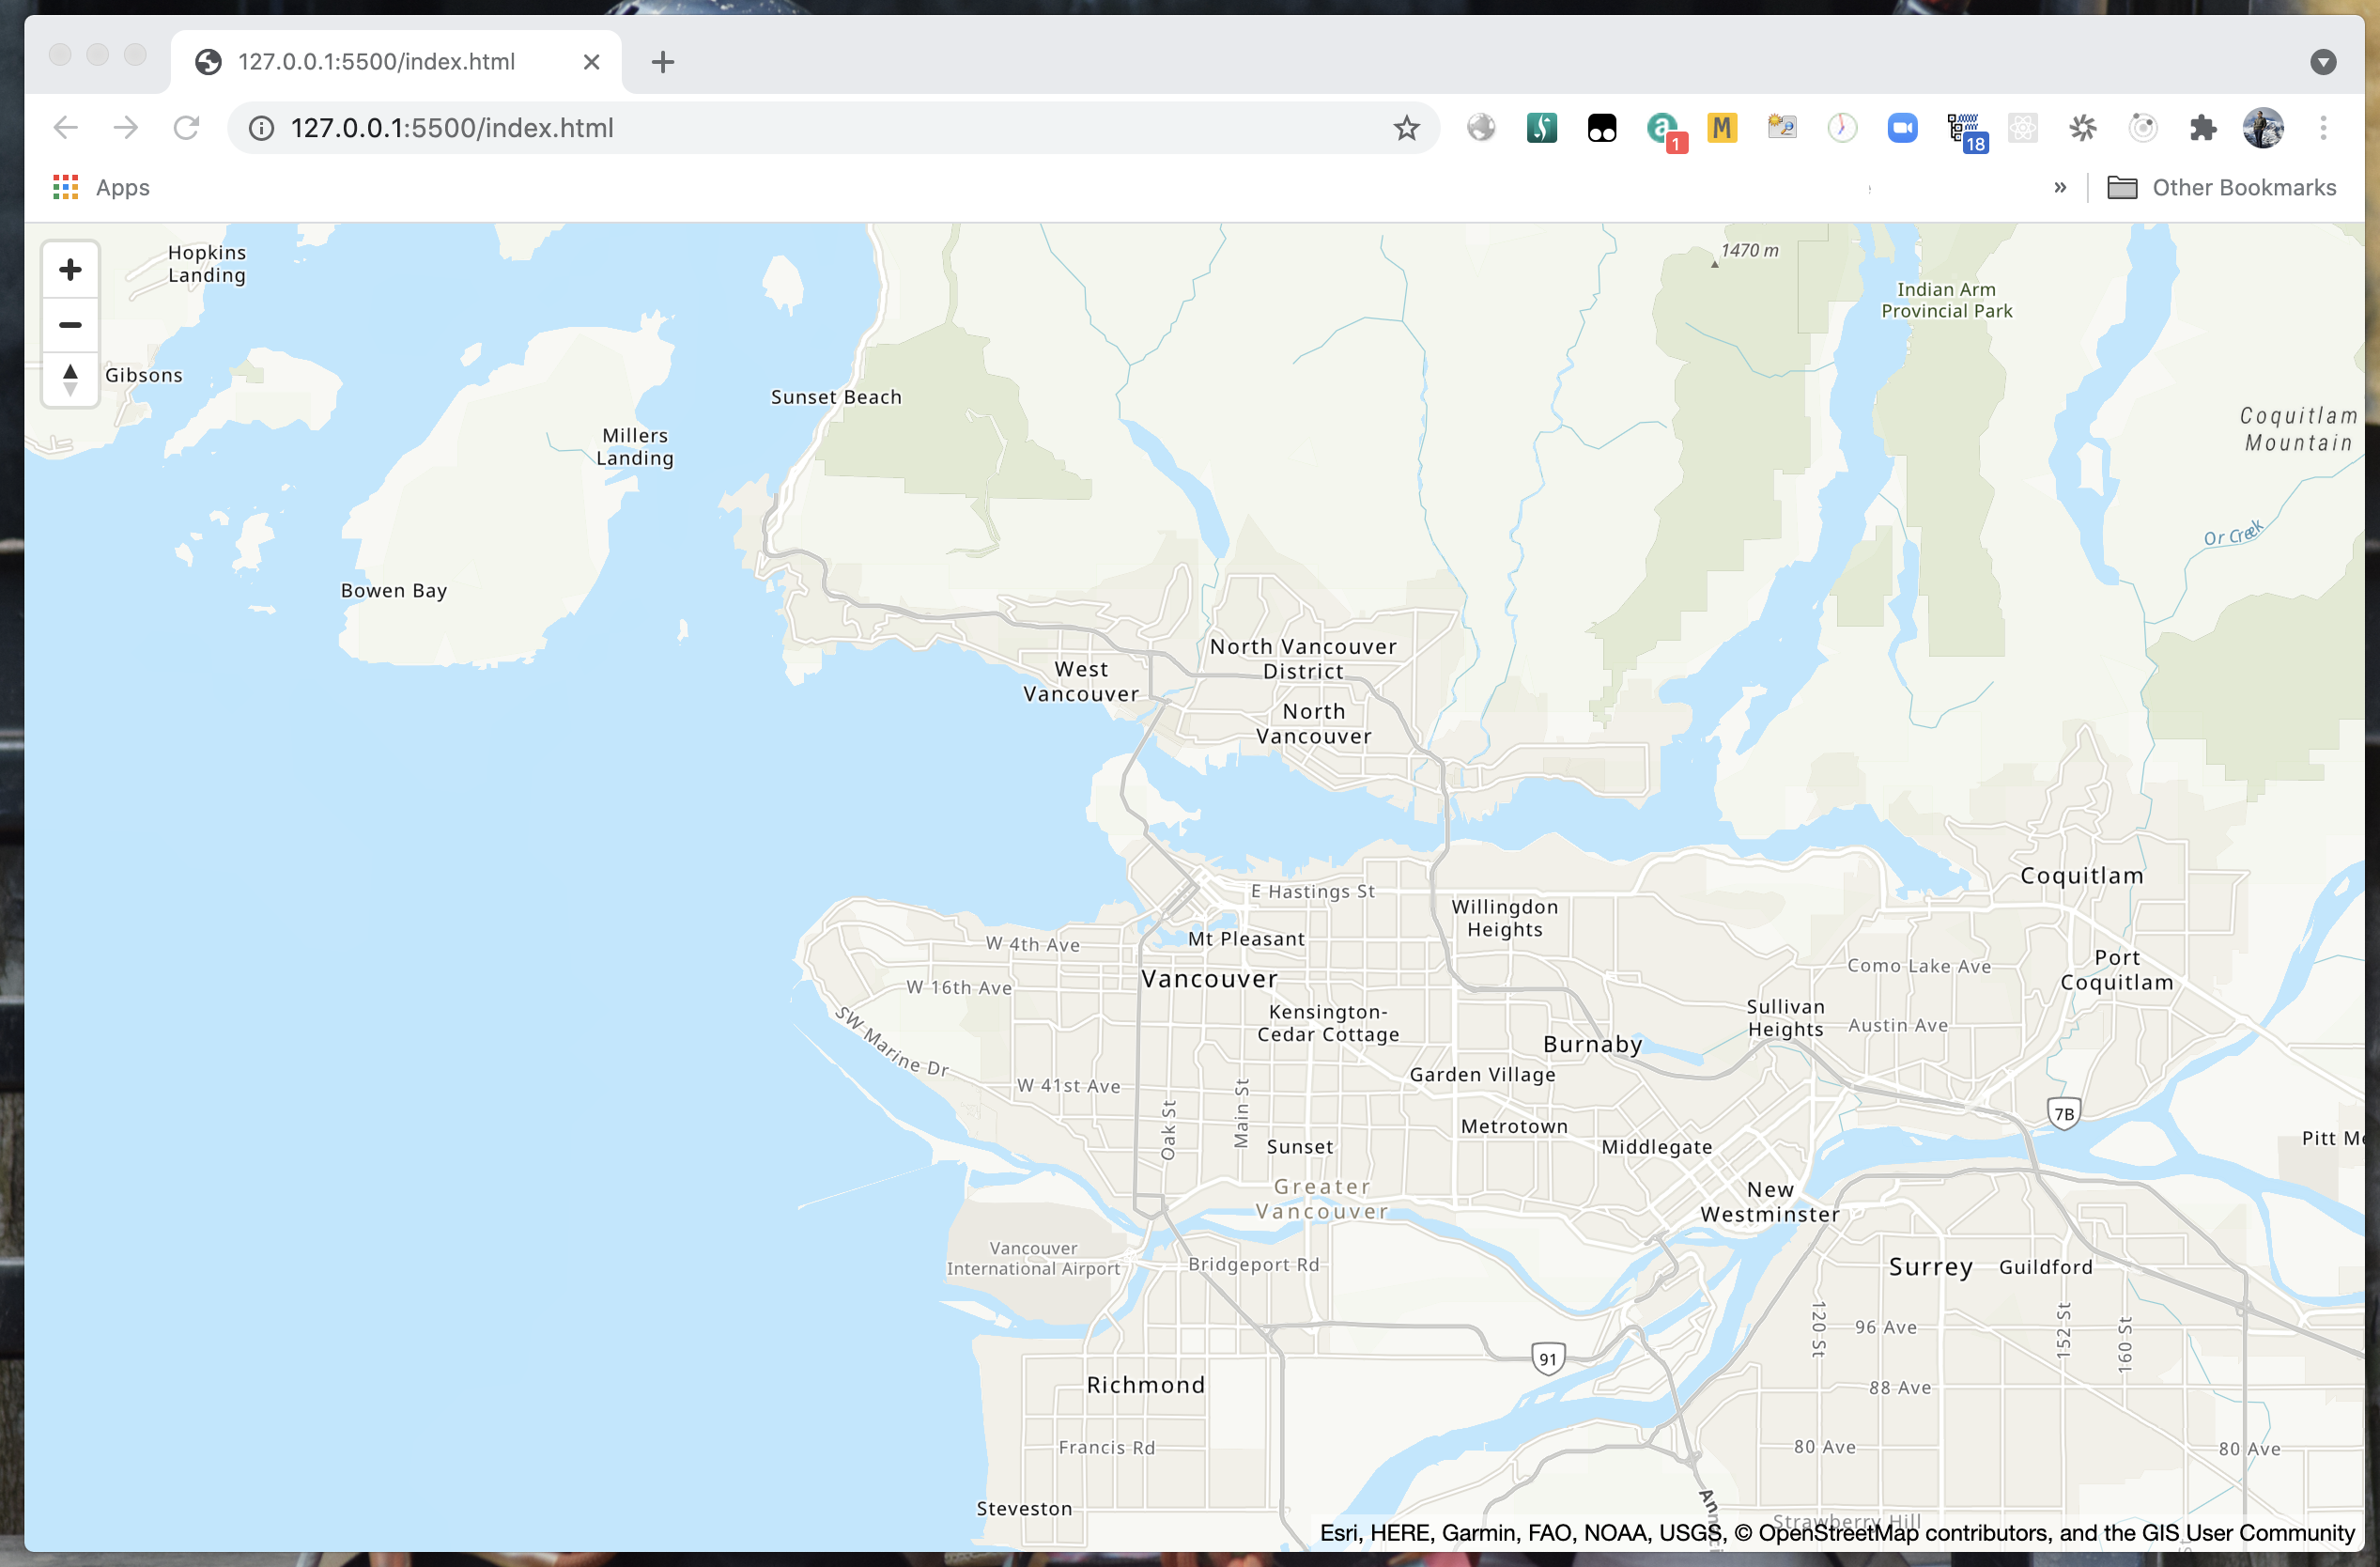 127.0.0.1:5500/index.html
127.0.0.1:5500/index.html
a
1
M
18
Apps
»
Other Bookmarks
Hopkins
Landing
1470 m
Indian Arm
Provincial Park
Gibsons
Sunset Beach
Coquitlam
Mountain
Millers
Landing
Or Creek
Bowen Bay
North Vancouver
District
West
Vancouver
North
Vancouver
Coquitlam
E Hastings St
Willingdon
Heights
W 4th Ave
Mt Pleasant
Port
Coquitlam
Como Lake Ave
Vancouver
W 16th Ave
Sullivan
Heights
Kensington-
Cedar Cottage
Austin Ave
SW Marine Dr
Burnaby
Garden Village
W 41st Ave
7B
Oak St
Main St
Metrotown
Pitt
Sunset
Middlegate
Greater
Vancouver
New
Westminster
Vancouver
International Airport
Bridgeport Rd
Surrey
Guildford
120 St
96 Ave
152 St
160 St
91
Richmond
88 Ave
Francis Rd
80 Ave
80 Ave
Steveston
Strawberry Hill
Esri, HERE, Garmin, FAO, NOAA, USGS, © OpenStreetMap contributors, and the GIS User Community